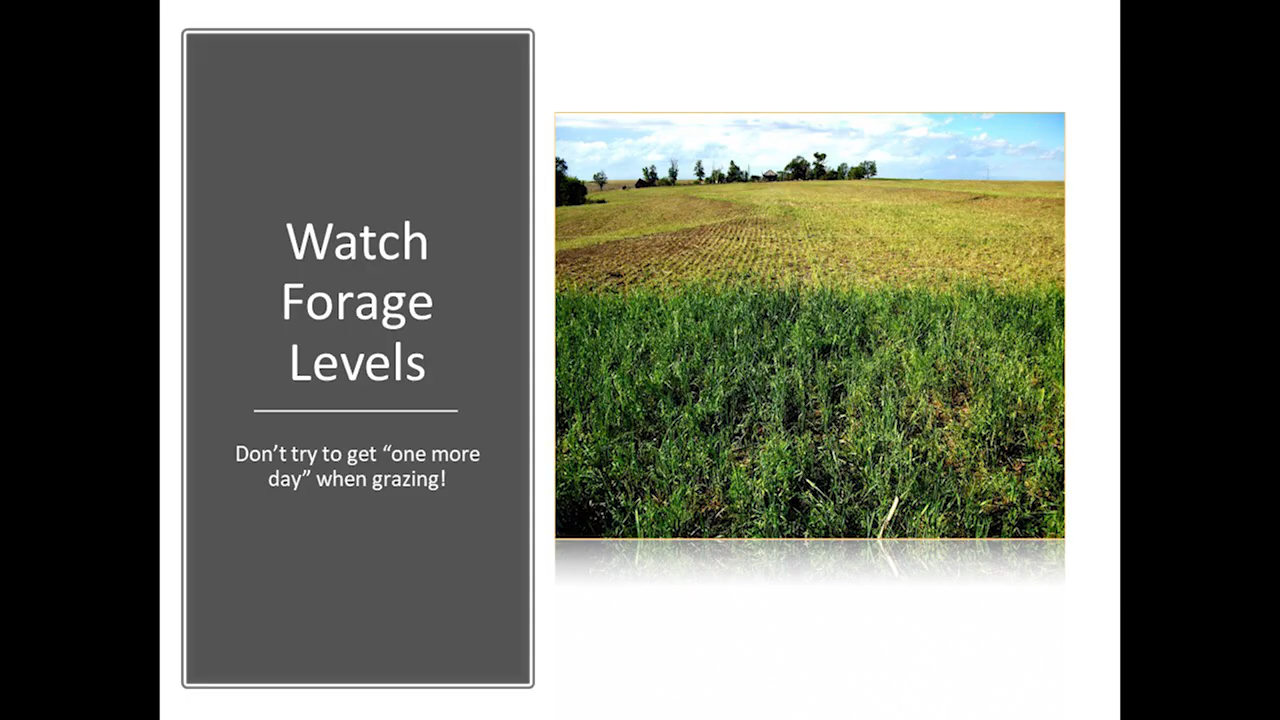 Watch
Forage
Levels
Don’t try to get “one more
day” when grazing!